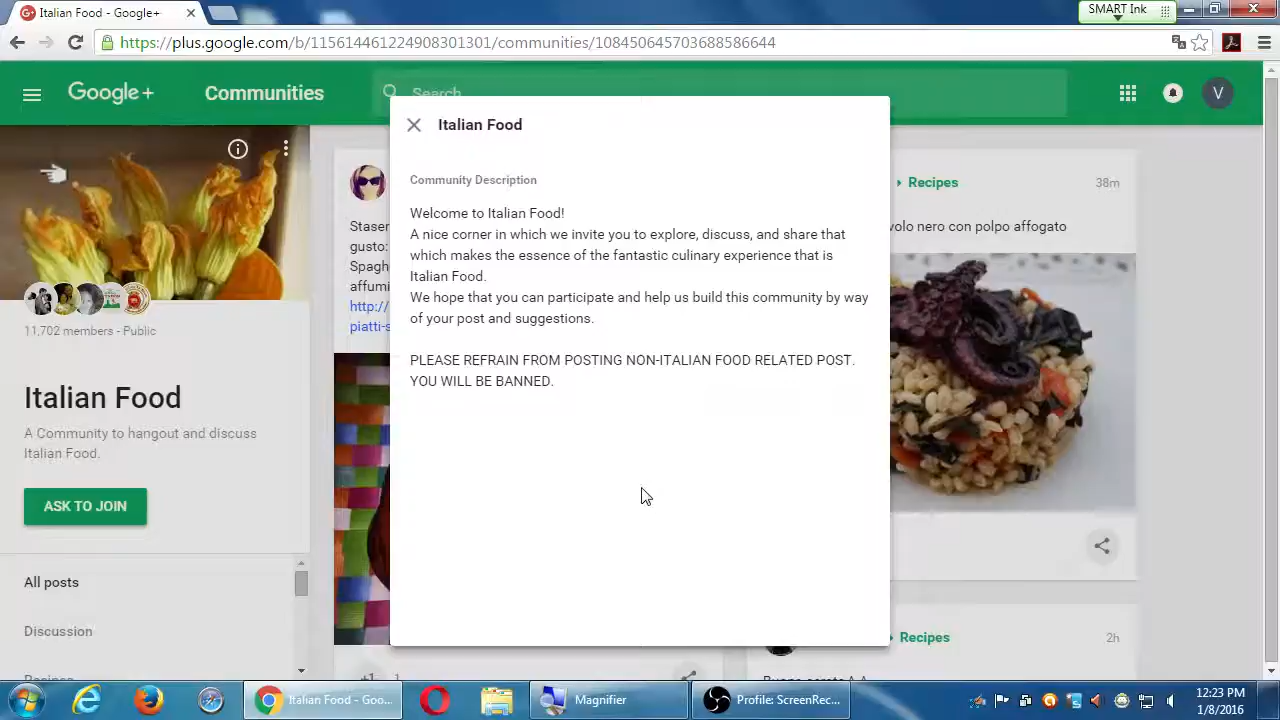 Italian Food - Google+
SMART Ink
https://plus.google.com/b/115614461224908301301/communities/108450645703688586644
Google+
Communities
Search
V
Italian Food
Community Description
Welcome to Italian Food!
A nice corner in which we invite you to explore, discuss, and share that
which makes the essence of the fantastic culinary experience that is
Italian Food.
We hope that you can participate and help us build this community by way
of your post and suggestions.
PLEASE REFRAIN FROM POSTING NON-ITALIAN FOOD RELATED POST.
YOU WILL BE BANNED.
11,702 members - Public
Italian Food
A Community to hangout and discuss
Italian Food.
ASK TO JOIN
All posts
Discussion
Recipes
gusto:
http://
piatti-s
Recipes
38m
con polpo affogato
Recipes
2h
Italian Food - Goo...
Magnifier
Profile: ScreenRec...
12:23 PM
1/8/2016